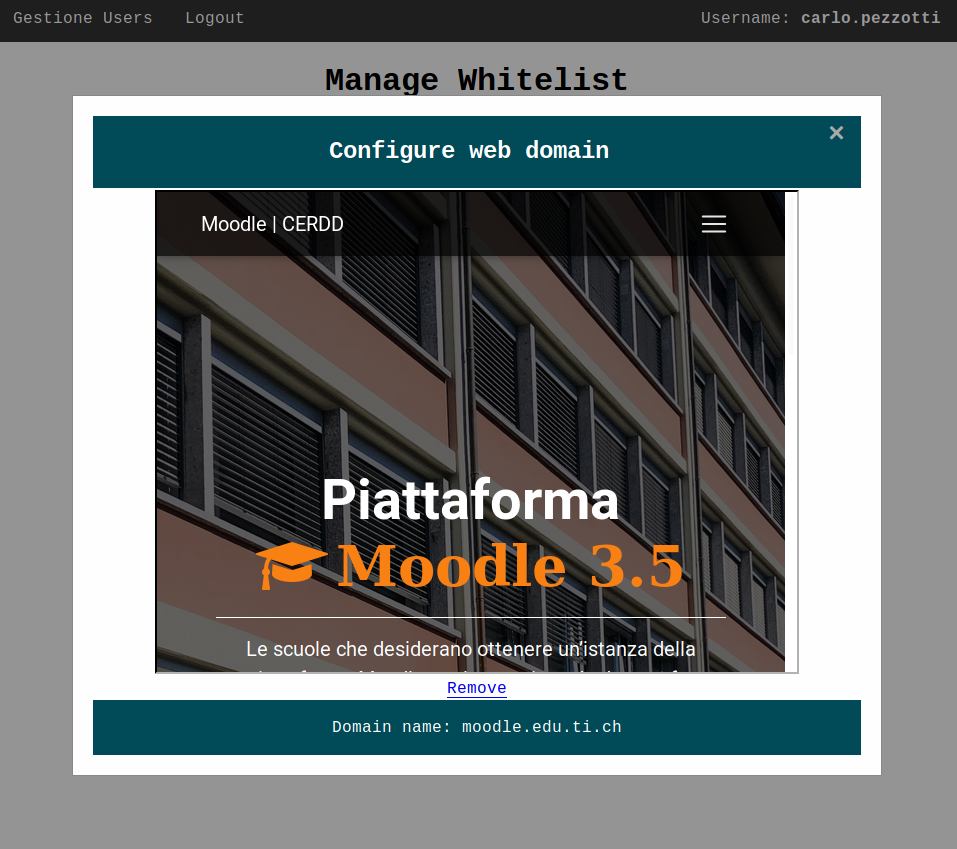 Gestione Users Logout Username: carlo.pezzotti
Manage Whitelist
Configure web domain
×
Moodle | CERDD
Piattaforma
Moodle 3.5
Le scuole che desiderano ottenere un'istanza della
Remove
Domain name: moodle.edu.ti.ch